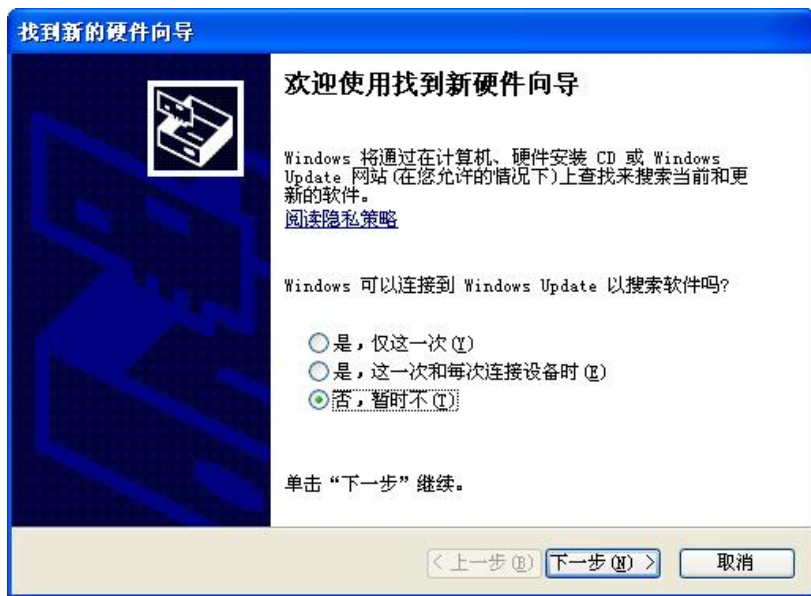 找到新的硬件向导
欢迎使用找到新硬件向导
Windows 将通过在计算机、硬件安装 CD 或 Windows
Update 网站(在您允许的情况下)上查找来搜索当前和更
新的软件。
阅读隐私策略
Windows 可以连接到 Windows Update 以搜索软件吗?
是，仅这一次(Y)
是，这一次和每次连接设备时(E)
否，暂时不(T)
单击“下一步”继续。
< 上一步(B) 下一步(N) > 取消